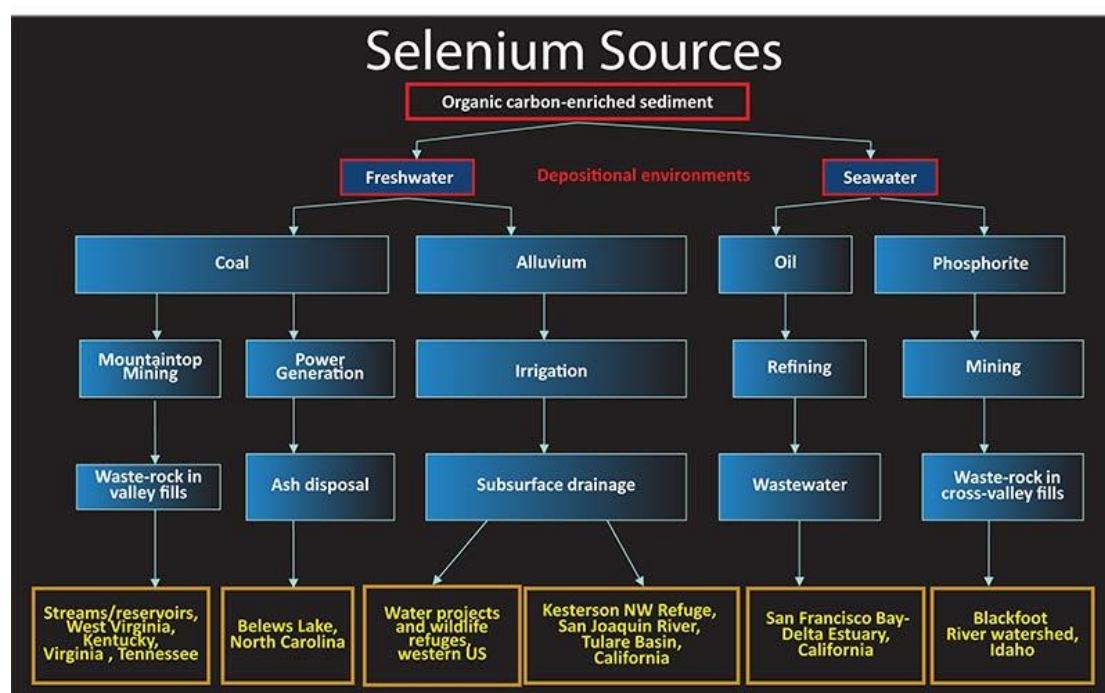 Selenium Sources
Organic carbon-enriched sediment
Freshwater
Depositional environments
Seawater
Coal
Alluvium
Oil
Phosphorite
Mountaintop
Mining
Power
Generation
Irrigation
Refining
Mining
Waste-rock in
valley fills
Ash disposal
Subsurface drainage
Wastewater
Waste-rock in
cross-valley fills
Streams/reservoirs,
West Virginia,
Kentucky,
Virginia , Tennessee
Belews Lake,
North Carolina
Water projects
and wildlife
refuges,
western US
Kesterson NW Refuge,
San Joaquin River,
Tulare Basin,
California
San Francisco Bay-
Delta Estuary,
California
Blackfoot
River watershed,
Idaho